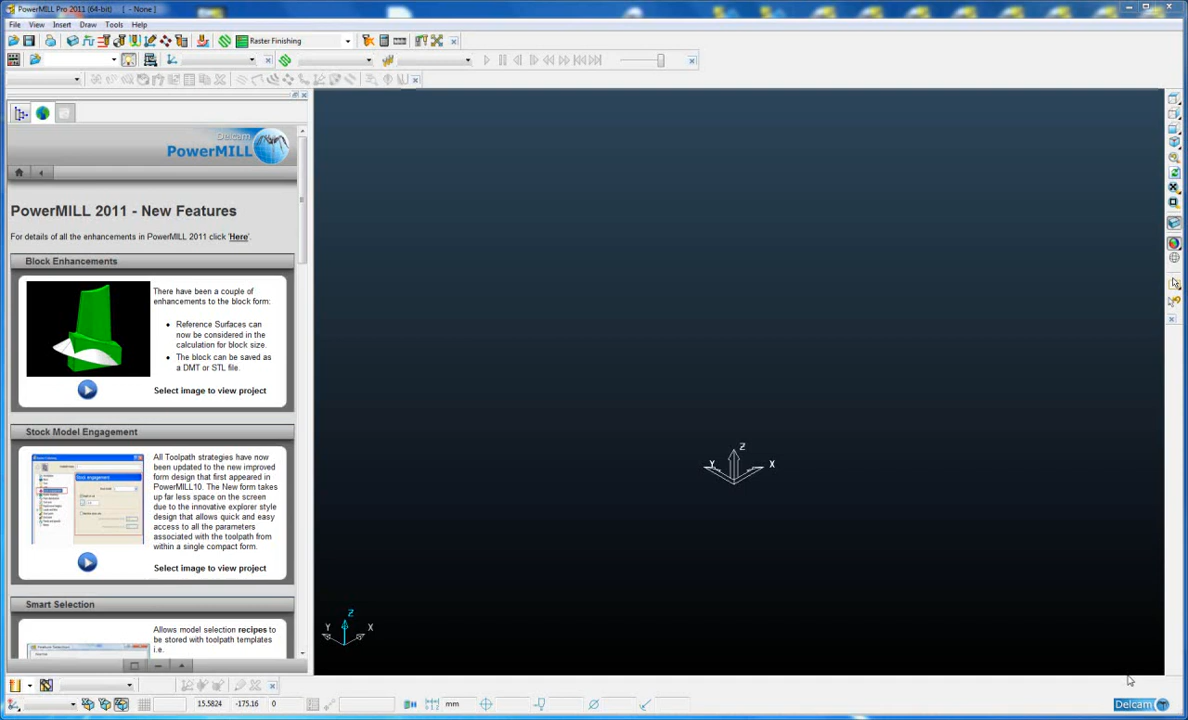 PowerMILL Pro 2011 (64-bit) [ - None ]
File View Insert Draw Tools Help
Raster Finishing
Delcam
PowerMILL
PowerMILL 2011 - New Features
For details of all the enhancements in PowerMILL 2011 click 'Here'.
Block Enhancements
There have been a couple of
enhancements to the block form:
• Reference Surfaces can
now be considered in the
calculation for block size.
• The block can be saved as
a DMT or STL file.
Select image to view project
Stock Model Engagement
All Toolpath strategies have now
been updated to the new improved
form design that first appeared in
PowerMILL10. The New form takes
up far less space on the screen
due to the innovative explorer style
design that allows quick and easy
access to all the parameters
associated with the toolpath from
within a single compact form.
Select image to view project
Smart Selection
Allows model selection recipes to
be stored with toolpath templates
i.e.
Z
Y X
Z
Y X
15.5824 -175.16 0 mm
Delcam